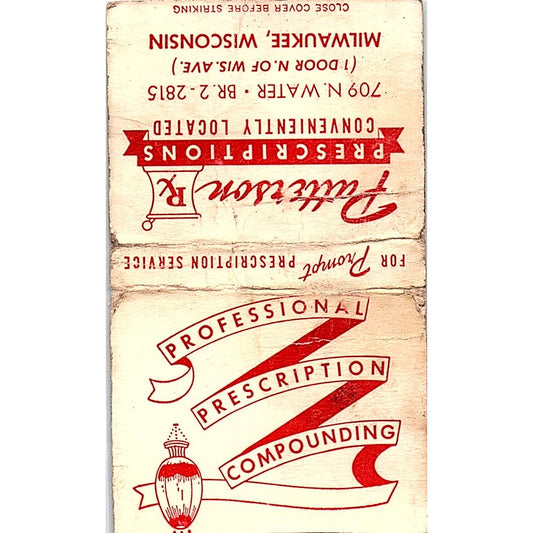 CLOSE COVER BEFORE STRIKING
MILWAUKEE, WISCONSIN
(1 DOOR N. OF WIS. AVE.)
709 N. WATER • BR. 2-2815
CONVENIENTLY LOCATED
PRESCRIPTIONS
Patterson
Rx
FOR Prompt PRESCRIPTION SERVICE
PROFESSIONAL
PRESCRIPTION
COMPOUNDING